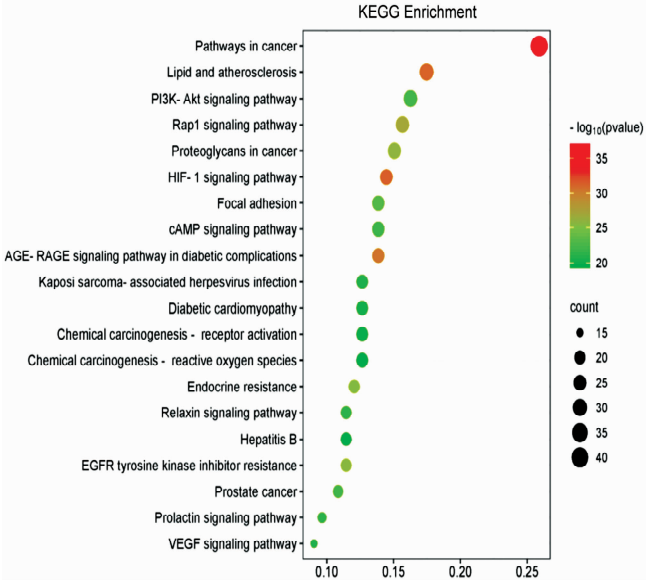 KEGG Enrichment
Pathways in cancer
Lipid and atherosclerosis
PI3K- Akt signaling pathway
Rap1 signaling pathway
Proteoglycans in cancer
HIF- 1 signaling pathway
Focal adhesion
cAMP signaling pathway
AGE- RAGE signaling pathway in diabetic complications
Kaposi sarcoma- associated herpesvirus infection
Diabetic cardiomyopathy
Chemical carcinogenesis - receptor activation
Chemical carcinogenesis - reactive oxygen species
Endocrine resistance
Relaxin signaling pathway
Hepatitis B
EGFR tyrosine kinase inhibitor resistance
Prostate cancer
Prolactin signaling pathway
VEGF signaling pathway
0.10 0.15 0.20 0.25
- log10(pvalue)
35
30
25
20
count
15
20
25
30
35
40